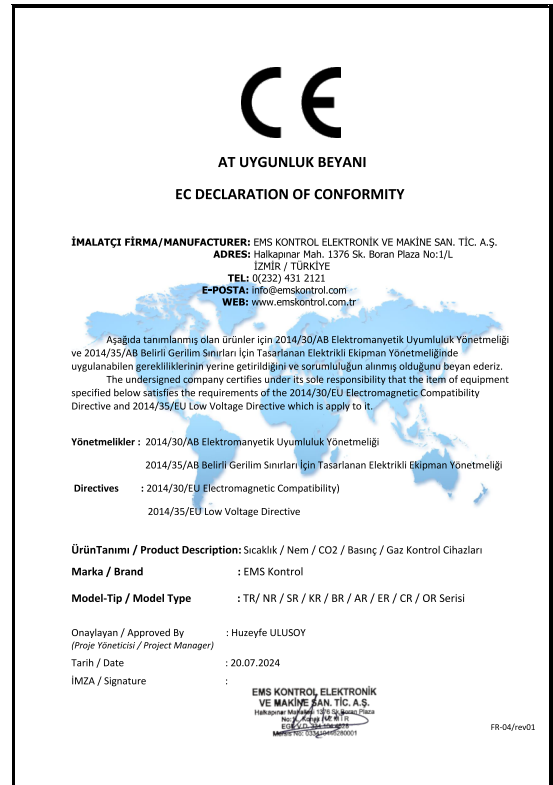 CE
AT UYGUNLUK BEYANI
EC DECLARATION OF CONFORMITY
İMALATÇI FİRMA/MANUFACTURER: EMS KONTROL ELEKTRONİK VE MAKİNE SAN. TİC. A.Ş.
ADRES: Halkapınar Mah. 1376 Sk. Boran Plaza No:1/L
İZMİR / TÜRKİYE
TEL: 0(232) 431 2121
E-POSTA: info@emskontrol.com
WEB: www.emskontrol.com.tr
Aşağıda tanımlanmış olan ürünler için 2014/30/AB Elektromanyetik Uyumluluk Yönetmeliği
ve 2014/35/AB Belirli Gerilim Sınırları İçin Tasarlanan Elektrikli Ekipman Yönetmeliğinde
uygulanabilen gerekliliklerinin yerine getirildiğini ve sorumluluğun alınmış olduğunu beyan ederiz.
The undersigned company certifies under its sole responsibility that the item of equipment
specified below satisfies the requirements of the 2014/30/EU Electromagnetic Compatibility
Directive and 2014/35/EU Low Voltage Directive which is apply to it.
Yönetmelikler : 2014/30/AB Elektromanyetik Uyumluluk Yönetmeliği
2014/35/AB Belirli Gerilim Sınırları İçin Tasarlanan Elektrikli Ekipman Yönetmeliği
Directives : 2014/30/EU Electromagnetic Compatibility)
2014/35/EU Low Voltage Directive
ÜrünTanımı / Product Description: Sıcaklık / Nem / CO2 / Basınç / Gaz Kontrol Cihazları
Marka / Brand : EMS Kontrol
Model-Tip / Model Type : TR/ NR / SR / KR / BR / AR / ER / CR / OR Serisi
Onaylayan / Approved By : Huzeyfe ULUSOY
(Proje Yöneticisi / Project Manager)
Tarih / Date : 20.07.2024
İMZA / Signature :
EMS KONTROL ELEKTRONİK
VE MAKİNE SAN. TİC. A.Ş.
Halkapınar Mahallesi 1376 Sk.Boran Plaza
FR-04/rev01